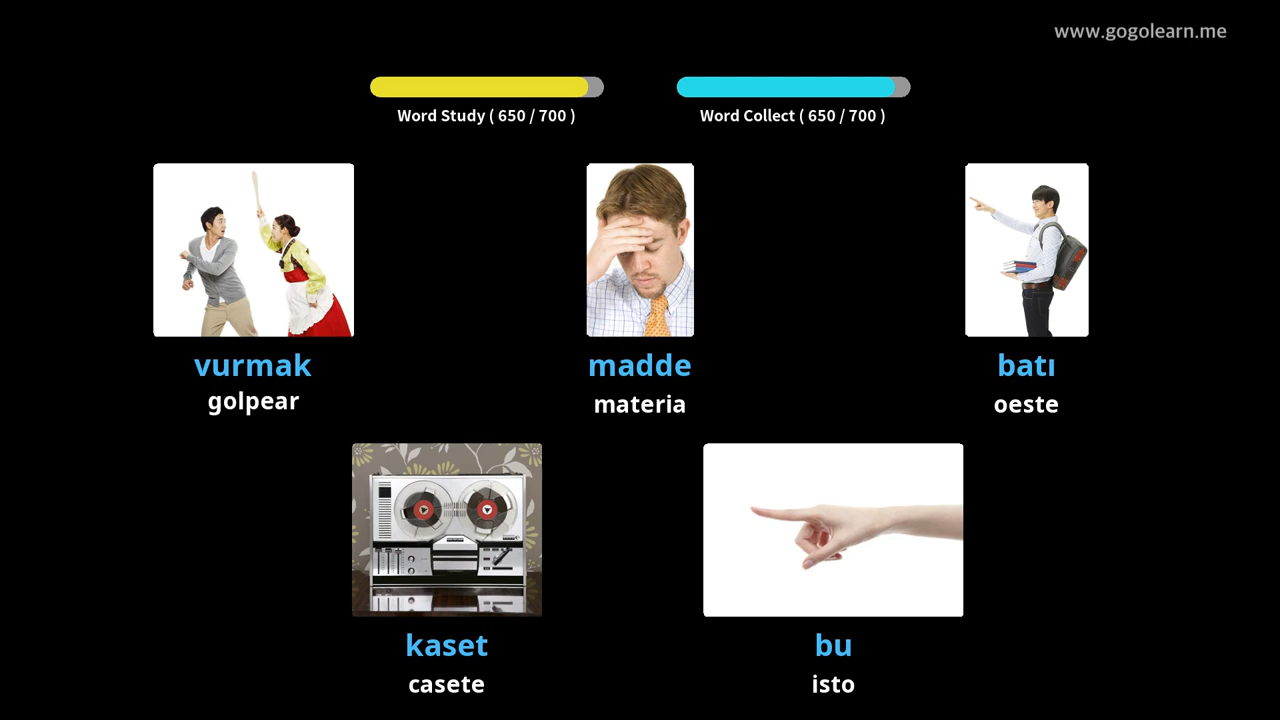 www.gogolearn.me
Word Study ( 650 / 700 )
Word Collect ( 650 / 700 )
vurmak
golpear
madde
materia
batı
oeste
kaset
casete
bu
isto